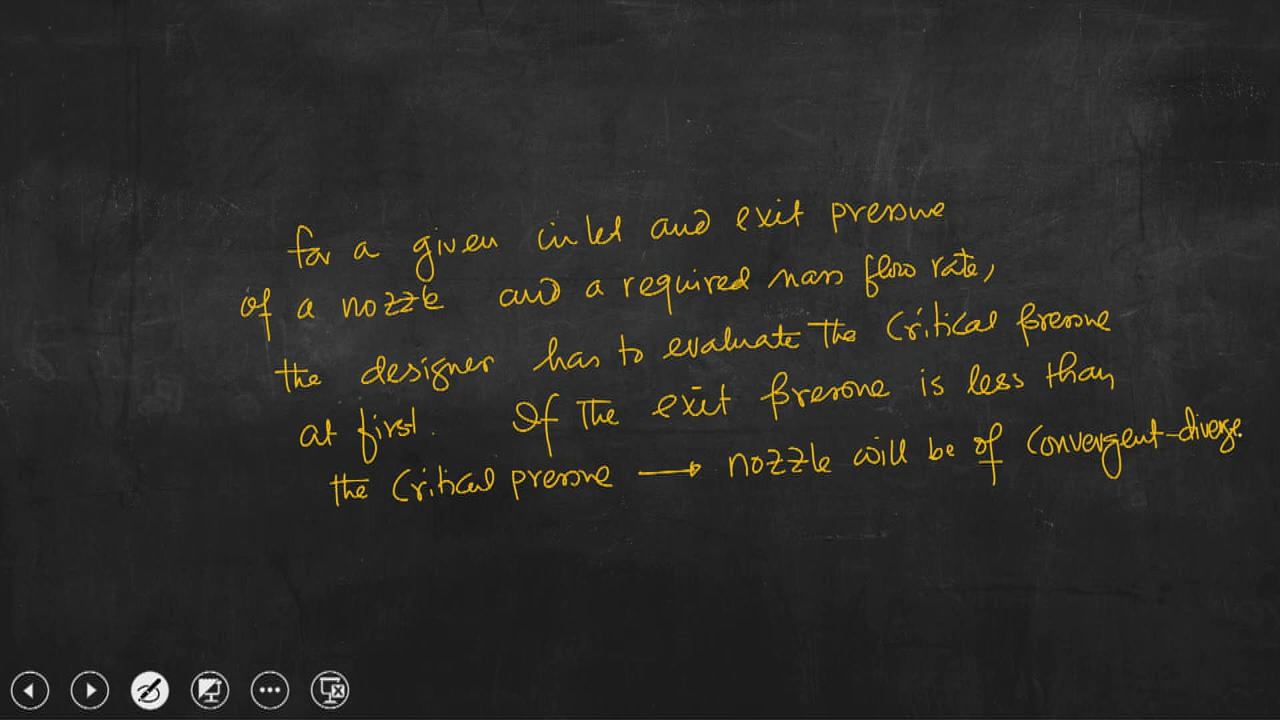 for a given inlet and exit pressure
of a nozzle and a required mass flow rate,
the designer has to evaluate the critical pressure
at first. If the exit pressure is less than
the critical pressure → nozzle will be of convergent-diverge.